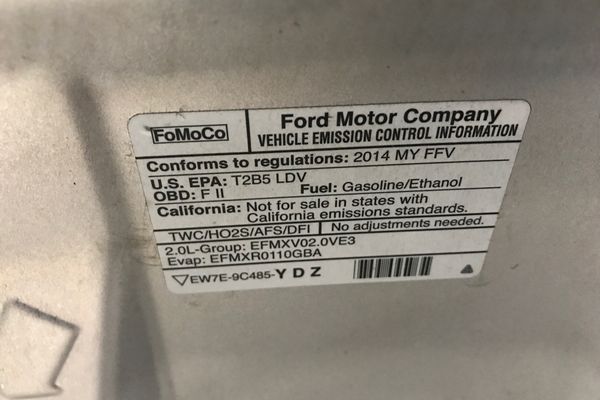 FoMoCo
Ford Motor Company
VEHICLE EMISSION CONTROL INFORMATION
Conforms to regulations: 2014 MY FFV
U.S. EPA: T2B5 LDV
OBD: F II
Fuel: Gasoline/Ethanol
California: Not for sale in states with
California emissions standards.
TWC/HO2S/AFS/DFI
No adjustments needed.
2.0L-Group: EFMXV02.0VE3
Evap: EFMXR0110GBA
EW7E-9C485-Y D Z